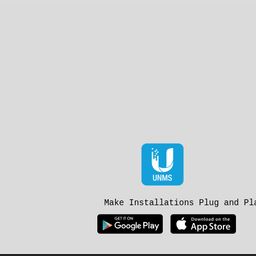 UNMS
Make Installations Plug and Pla
GET IT ON
Google Play
Download on the
App Store